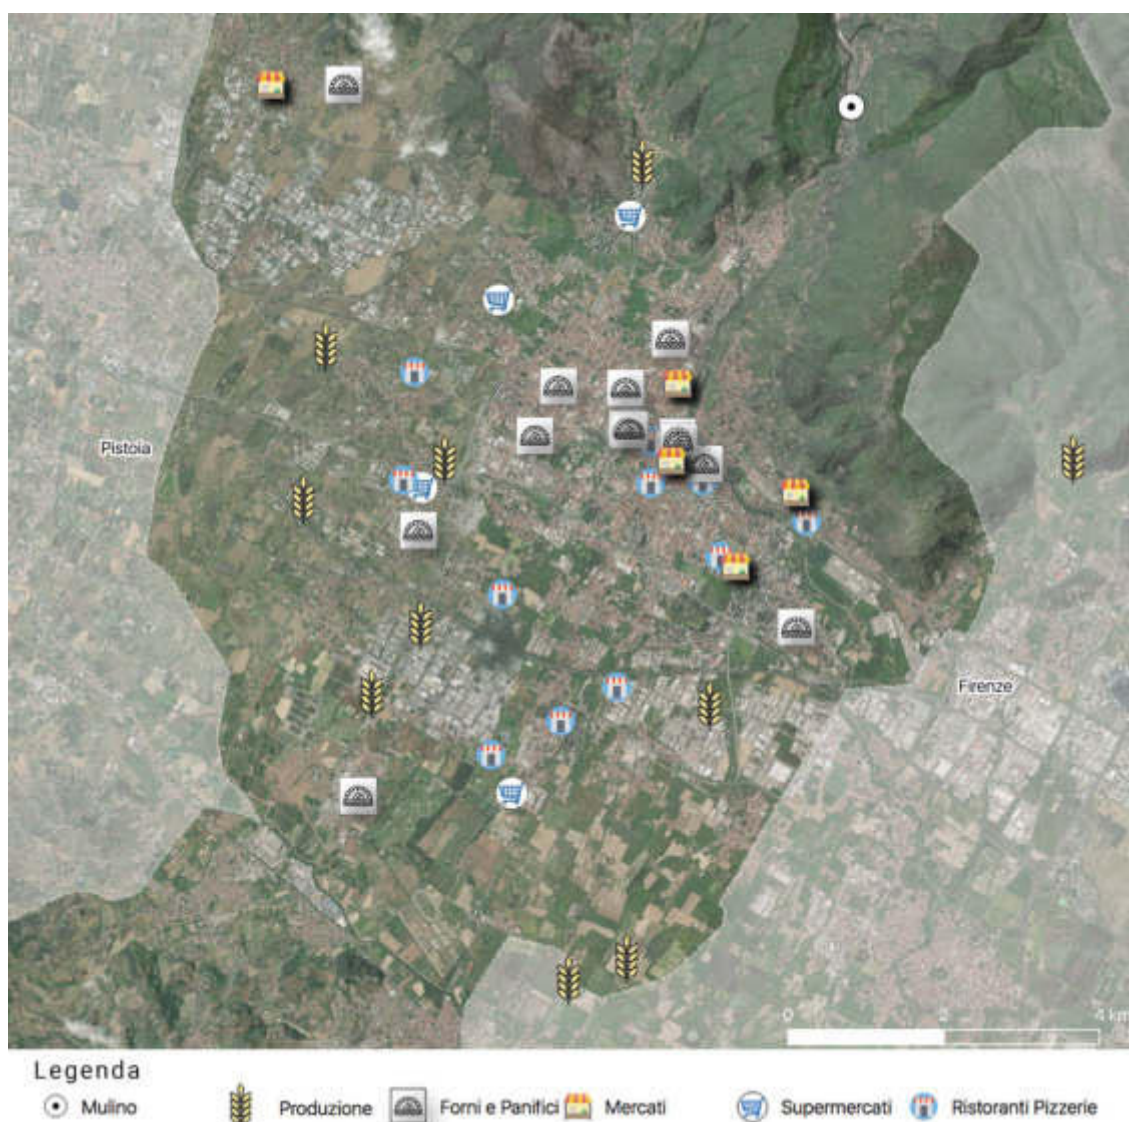 Pistoia
Firenze
0 2 4 km
Legenda
Mulino Produzione Forni e Panifici Mercati Supermercati Ristoranti Pizzerie